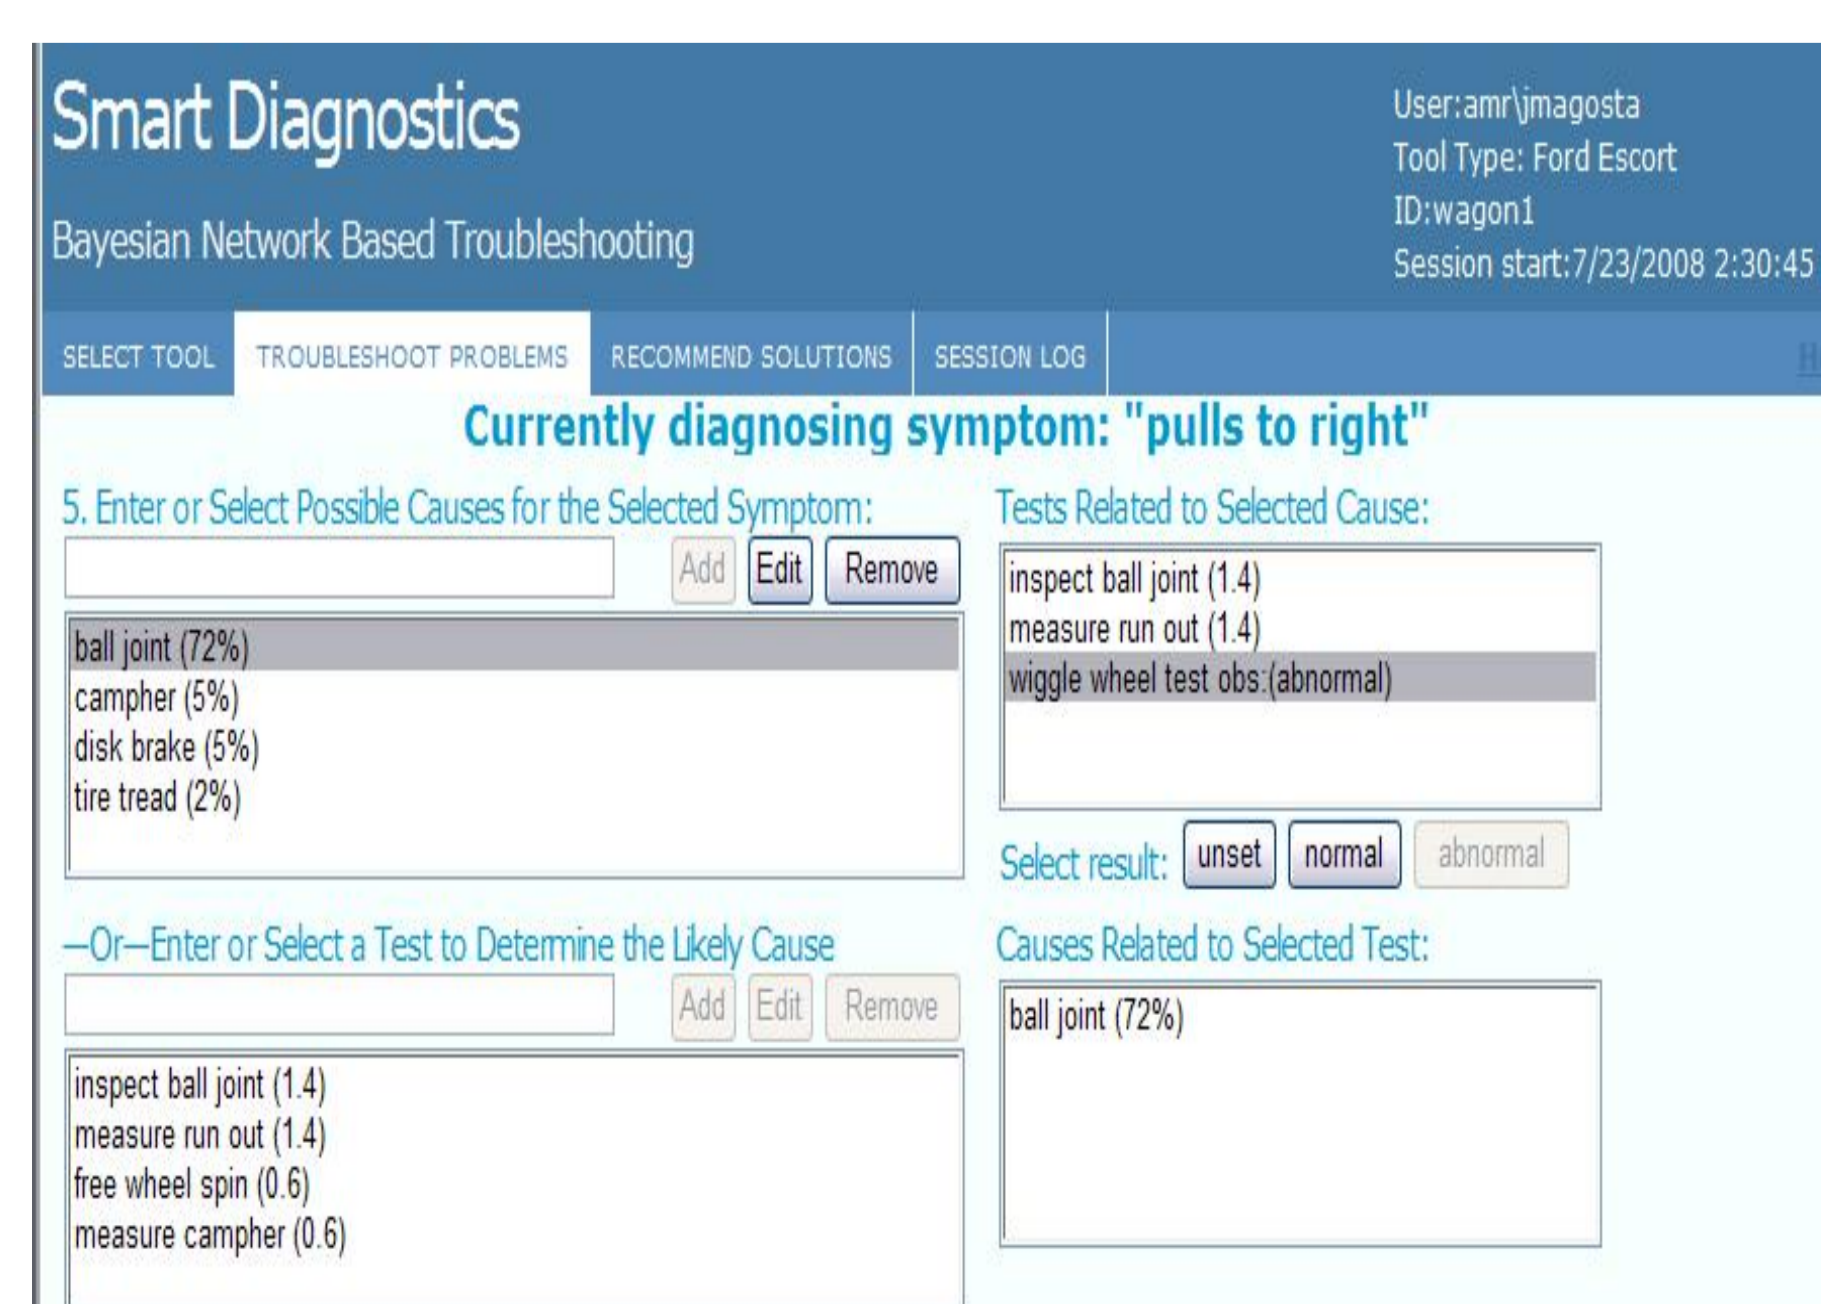 Smart Diagnostics
Bayesian Network Based Troubleshooting
User:amr\jmagosta
Tool Type: Ford Escort
ID:wagon1
Session start:7/23/2008 2:30:45
SELECT TOOL
TROUBLESHOOT PROBLEMS
RECOMMEND SOLUTIONS
SESSION LOG
Currently diagnosing symptom: "pulls to right"
5. Enter or Select Possible Causes for the Selected Symptom:
Add Edit Remove
ball joint (72%)
campher (5%)
disk brake (5%)
tire tread (2%)
Tests Related to Selected Cause:
inspect ball joint (1.4)
measure run out (1.4)
wiggle wheel test obs:(abnormal)
Select result: unset normal abnormal
—Or—Enter or Select a Test to Determine the Likely Cause
Add Edit Remove
inspect ball joint (1.4)
measure run out (1.4)
free wheel spin (0.6)
measure campher (0.6)
Causes Related to Selected Test:
ball joint (72%)